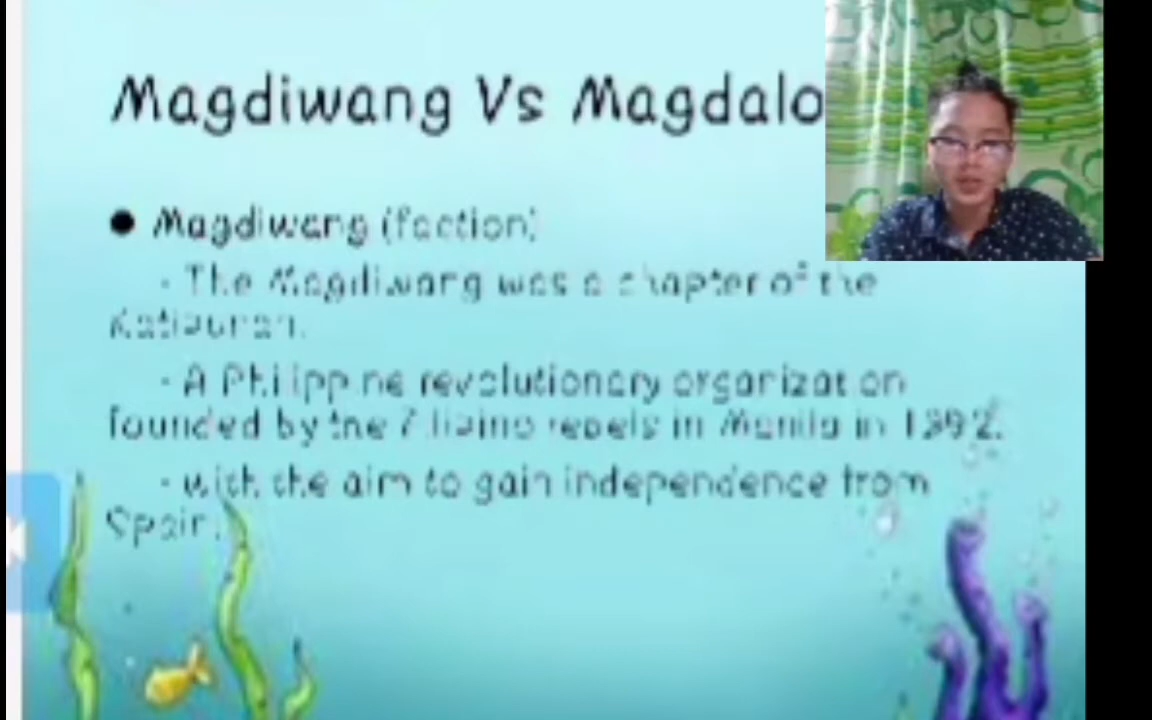 Magdiwang Vs Magdalo
● Magdiwang (faction)
- The Magdiwang was a chapter of the
Katipunan.
- A Philippine revolutionary organization
founded by the Filipino rebels in Manila in 1892.
- with the aim to gain independence from
Spain.